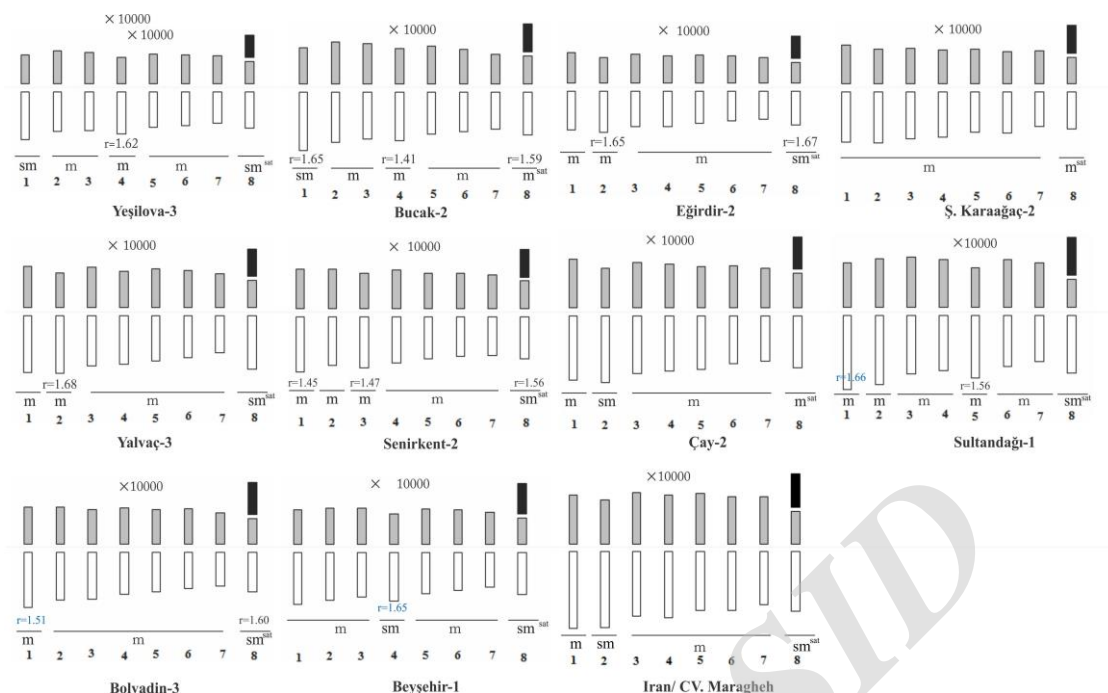 × 10000
× 10000
r=1.62
sm m m m sm sat
1 2 3 4 5 6 7 8
Yeşilova-3
× 10000
r=1.65 r=1.41 r=1.59
sm m m m m sat
1 2 3 4 5 6 7 8
Bucak-2
× 10000
r=1.65 r=1.67
m m m sm sat
1 2 3 4 5 6 7 8
Eğirdir-2
× 10000
m m sat
1 2 3 4 5 6 7 8
Ş. Karaağaç-2
× 10000
r=1.68
m m m sm sat
1 2 3 4 5 6 7 8
Yalvaç-3
× 10000
r=1.45 r=1.47 r=1.56
m m m m sm sat
1 2 3 4 5 6 7 8
Senirkent-2
× 10000
m sm m m sat
1 2 3 4 5 6 7 8
Çay-2
×10000
r=1.66 r=1.56
m m m m m sm sat
1 2 3 4 5 6 7 8
Sultandağı-1
×10000
r=1.51 r=1.60
m m sm sat
1 2 3 4 5 6 7 8
Bolvadin-3
× 10000
r=1.65
m sm m sm sat
1 2 3 4 5 6 7 8
Beyşehir-1
×10000
m sm m sm sat
1 2 3 4 5 6 7 8
Iran/ CV. Maragheh
SID